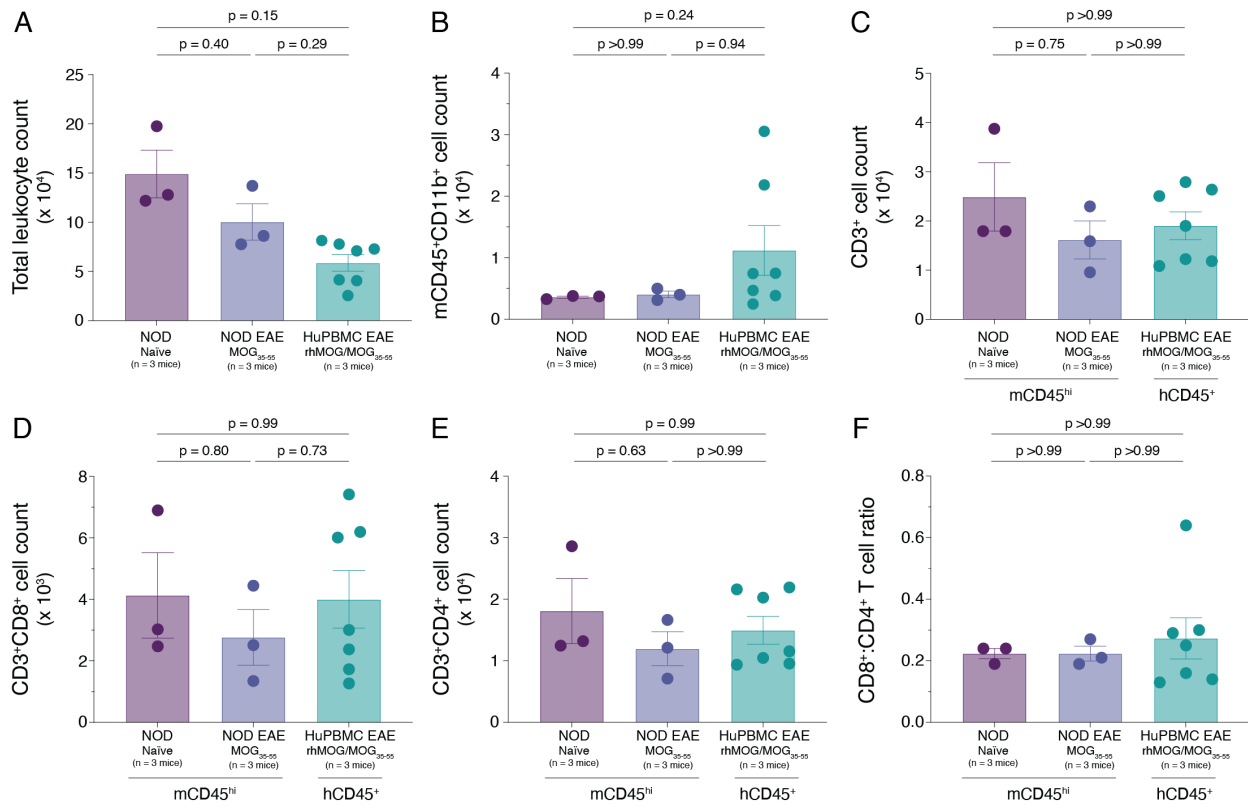 A
p = 0.15
p = 0.40
p = 0.29
Total leukocyte count
(x 10⁴)
25
20
15
10
5
0
NOD
Naïve
(n = 3 mice)
NOD EAE
MOG₃₅₋₅₅
(n = 3 mice)
HuPBMC EAE
rhMOG/MOG₃₅₋₅₅
(n = 3 mice)
B
p = 0.24
p >0.99
p = 0.94
mCD45⁺CD11b⁺ cell count
(x 10⁴)
4
3
2
1
0
NOD
Naïve
(n = 3 mice)
NOD EAE
MOG₃₅₋₅₅
(n = 3 mice)
HuPBMC EAE
rhMOG/MOG₃₅₋₅₅
(n = 3 mice)
C
p >0.99
p = 0.75
p >0.99
CD3⁺ cell count
(x 10⁴)
5
4
3
2
1
0
NOD
Naïve
(n = 3 mice)
NOD EAE
MOG₃₅₋₅₅
(n = 3 mice)
HuPBMC EAE
rhMOG/MOG₃₅₋₅₅
(n = 3 mice)
mCD45ʰⁱ
hCD45⁺
D
p = 0.99
p = 0.80
p = 0.73
CD3⁺CD8⁺ cell count
(x 10³)
8
6
4
2
0
NOD
Naïve
(n = 3 mice)
NOD EAE
MOG₃₅₋₅₅
(n = 3 mice)
HuPBMC EAE
rhMOG/MOG₃₅₋₅₅
(n = 3 mice)
mCD45ʰⁱ
hCD45⁺
E
p = 0.99
p = 0.63
p >0.99
CD3⁺CD4⁺ cell count
(x 10⁴)
4
3
2
1
0
NOD
Naïve
(n = 3 mice)
NOD EAE
MOG₃₅₋₅₅
(n = 3 mice)
HuPBMC EAE
rhMOG/MOG₃₅₋₅₅
(n = 3 mice)
mCD45ʰⁱ
hCD45⁺
F
p >0.99
p >0.99
p >0.99
CD8⁺:CD4⁺ T cell ratio
0.8
0.6
0.4
0.2
0.0
NOD
Naïve
(n = 3 mice)
NOD EAE
MOG₃₅₋₅₅
(n = 3 mice)
HuPBMC EAE
rhMOG/MOG₃₅₋₅₅
(n = 3 mice)
mCD45ʰⁱ
hCD45⁺